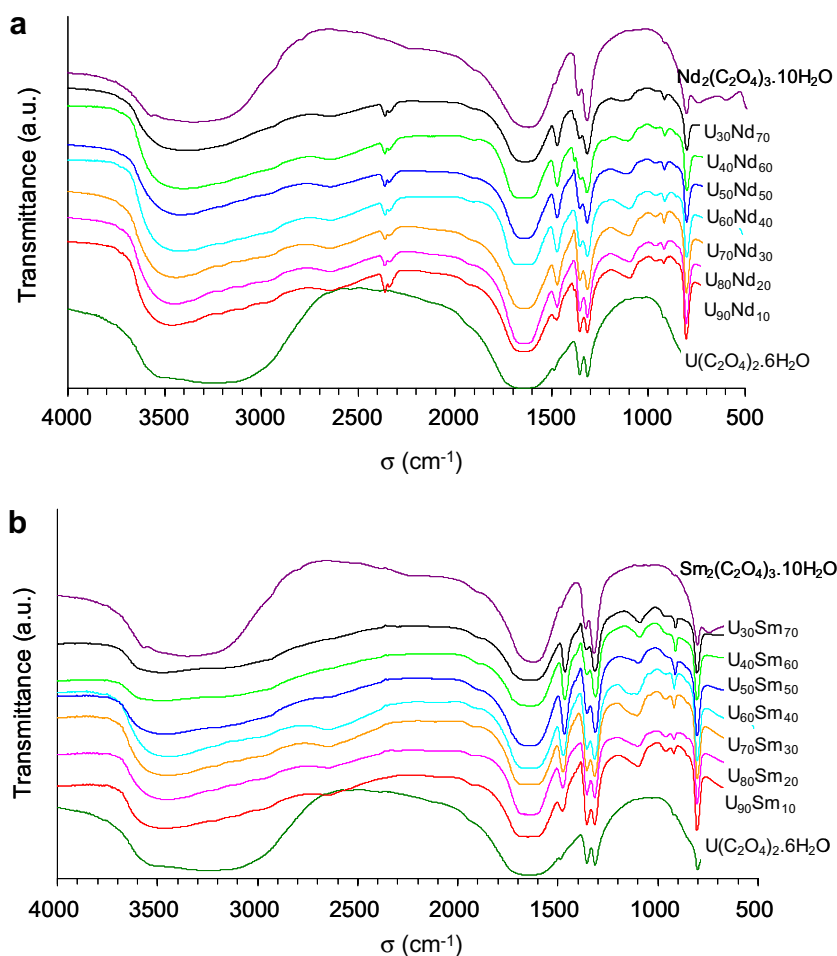 a
Transmittance (a.u.)
Nd₂(C₂O₄)₃.10H₂O
U₃₀Nd₇₀
U₄₀Nd₆₀
U₅₀Nd₅₀
U₆₀Nd₄₀
U₇₀Nd₃₀
U₈₀Nd₂₀
U₉₀Nd₁₀
U(C₂O₄)₂.6H₂O
4000 3500 3000 2500 2000 1500 1000 500
σ (cm⁻¹)
b
Transmittance (a.u.)
Sm₂(C₂O₄)₃.10H₂O
U₃₀Sm₇₀
U₄₀Sm₆₀
U₅₀Sm₅₀
U₆₀Sm₄₀
U₇₀Sm₃₀
U₈₀Sm₂₀
U₉₀Sm₁₀
U(C₂O₄)₂.6H₂O
4000 3500 3000 2500 2000 1500 1000 500
σ (cm⁻¹)